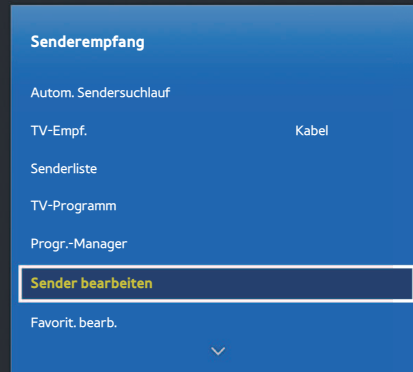 Senderempfang
Autom. Sendersuchlauf
TV-Empf. Kabel
Senderliste
TV-Programm
Progr.-Manager
Sender bearbeiten
Favorit. bearb.